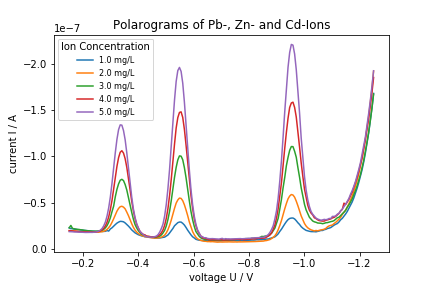 1e−7
Polarograms of Pb-, Zn- and Cd-Ions
Ion Concentration
1.0 mg/L
2.0 mg/L
3.0 mg/L
4.0 mg/L
5.0 mg/L
current I / A
−2.0
−1.5
−1.0
−0.5
0.0
−0.2 −0.4 −0.6 −0.8 −1.0 −1.2
voltage U / V